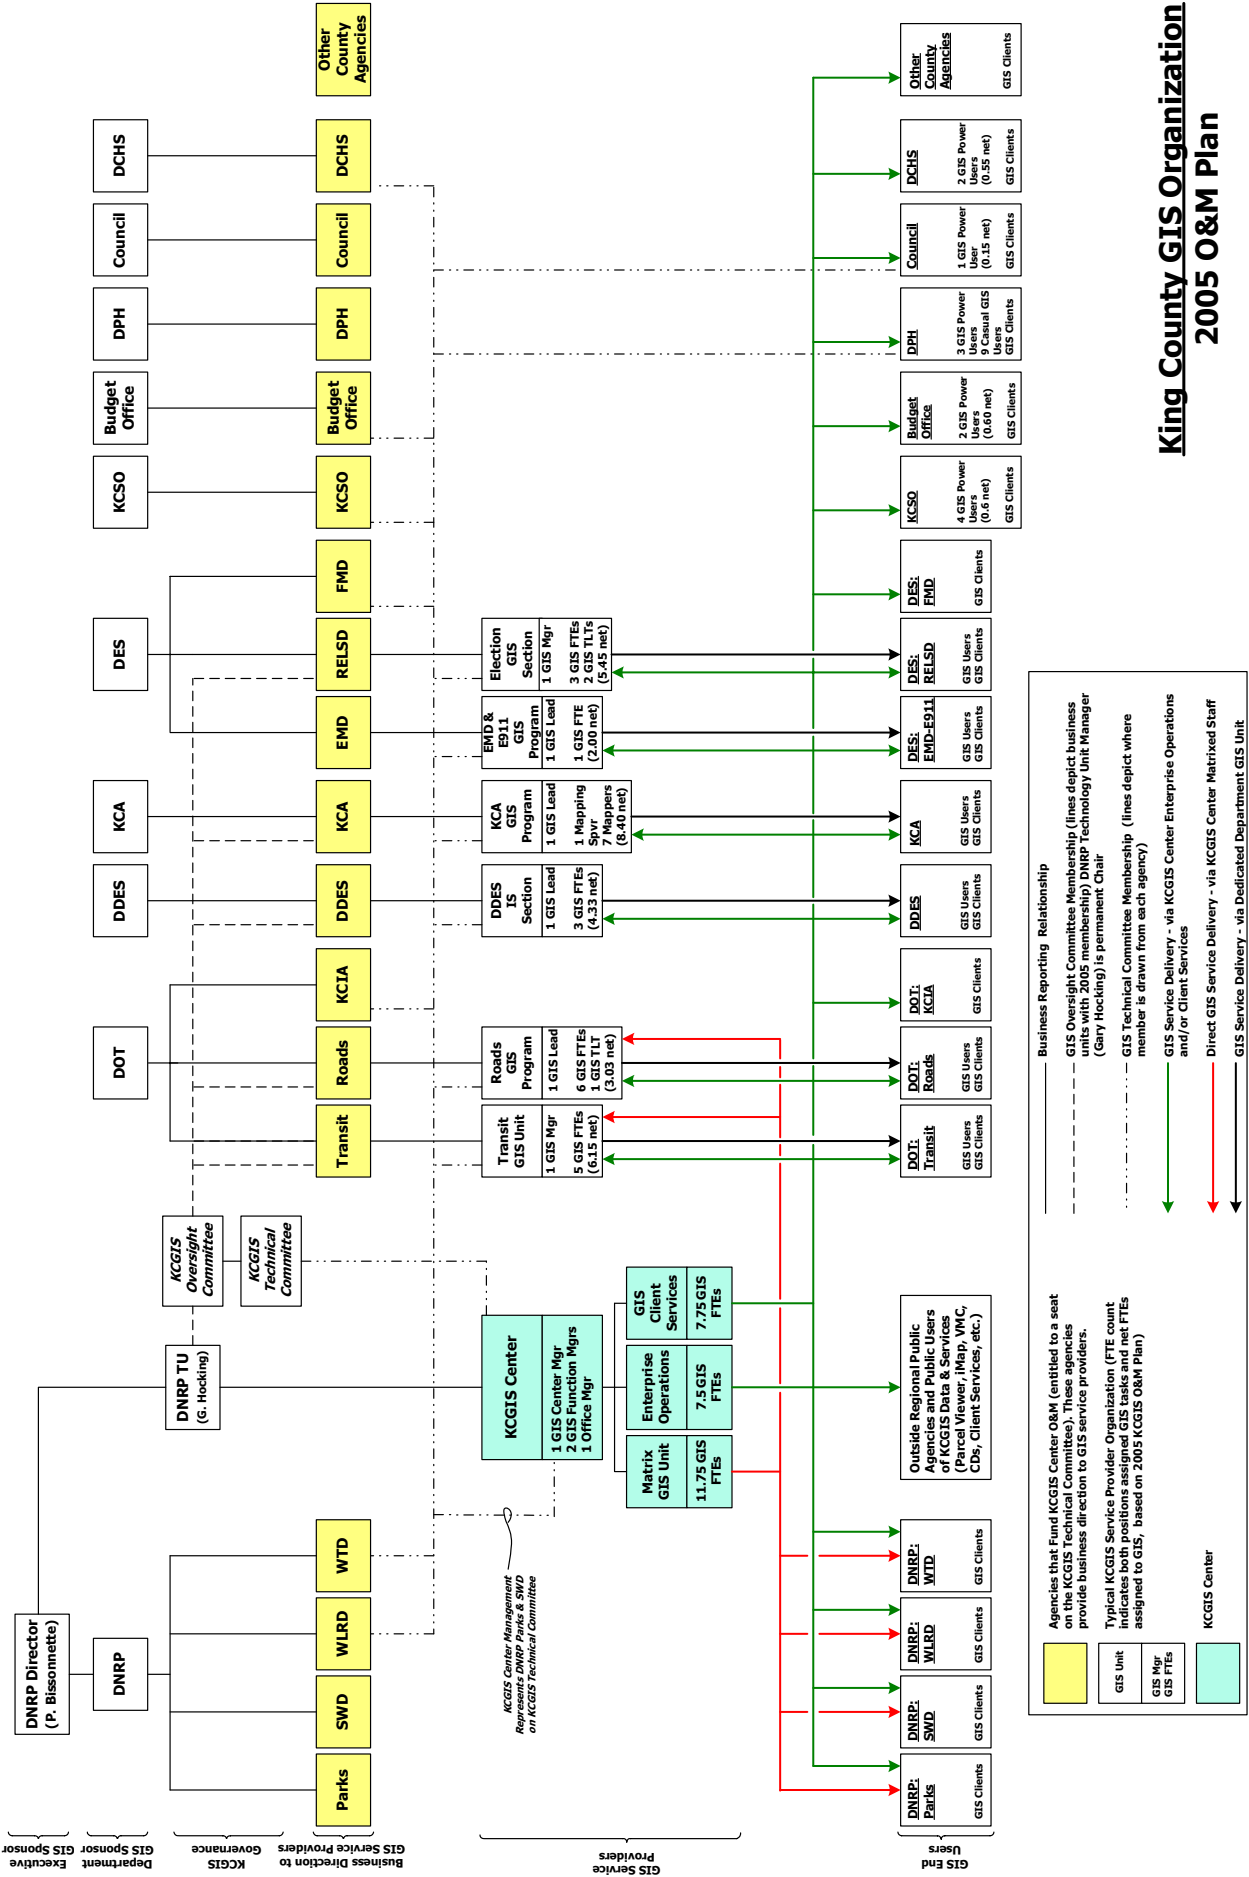 King County GIS Organization
2005 O&M Plan
Executive
GIS Sponsor
Department
GIS Sponsor
KCGIS
Governance
Business Direction to
GIS Service Providers
GIS Service
Providers
GIS End
Users
DNRP Director
(P. Bissonnette)
DNRP
DOT
DDES
KCA
DES
KCSO
Budget
Office
DPH
Council
DCHS
DNRP TU
(G. Hocking)
KCGIS
Oversight
Committee
KCGIS
Technical
Committee
Parks
SWD
WLRD
WTD
Transit
Roads
KCIA
DDES
KCA
EMD
RELSD
FMD
KCSO
Budget
Office
DPH
Council
DCHS
Other
County
Agencies
KCGIS Center Management
Represents DNRP Parks & SWD
on KCGIS Technical Committee
KCGIS Center
1 GIS Center Mgr
2 GIS Function Mgrs
1 Office Mgr
Matrix
GIS Unit
11.75 GIS
FTEs
Enterprise
Operations
7.5 GIS
FTEs
GIS
Client
Services
7.75 GIS
FTEs
Transit
GIS Unit
1 GIS Mgr
5 GIS FTEs
(6.15 net)
Roads
GIS
Program
1 GIS Lead
6 GIS FTEs
1 GIS TLT
(3.03 net)
DDES
IS
Section
1 GIS Lead
3 GIS FTEs
(4.33 net)
KCA
GIS
Program
1 GIS Lead
1 Mapping
Spvr
7 Mappers
(8.40 net)
EMD &
E911
GIS
Program
1 GIS Lead
1 GIS FTE
(2.00 net)
Election
GIS
Section
1 GIS Mgr
3 GIS FTEs
2 GIS TLTs
(5.45 net)
DNRP:
Parks
GIS Clients
DNRP:
SWD
GIS Clients
DNRP:
WLRD
GIS Clients
DNRP:
WTD
GIS Clients
Outside Regional Public
Agencies and Public Users
of KCGIS Data & Services
(Parcel Viewer, iMap, VMC,
CDs, Client Services, etc.)
DOT:
Transit
GIS Users
GIS Clients
DOT:
Roads
GIS Users
GIS Clients
DOT:
KCIA
GIS Clients
DDES
GIS Users
GIS Clients
KCA
GIS Users
GIS Clients
DES:
EMD-E911
GIS Users
GIS Clients
DES:
RELSD
GIS Users
GIS Clients
DES:
FMD
GIS Clients
KCSO
4 GIS Power
Users
(0.6 net)
GIS Clients
Budget
Office
2 GIS Power
Users
(0.60 net)
GIS Clients
DPH
3 GIS Power
Users
9 Casual GIS
Users
GIS Clients
Council
1 GIS Power
User
(0.15 net)
GIS Clients
DCHS
2 GIS Power
Users
(0.55 net)
GIS Clients
Other
County
Agencies
GIS Clients
Agencies that Fund KCGIS Center O&M (entitled to a seat
on the KCGIS Technical Committee). These agencies
provide business direction to GIS service providers.
GIS Unit
GIS Mgr
GIS FTEs
Typical KCGIS Service Provider Organization (FTE count
indicates both positions assigned GIS tasks and net FTEs
assigned to GIS, based on 2005 KCGIS O&M Plan)
KCGIS Center
Business Reporting Relationship
GIS Oversight Committee Membership (lines depict business
units with 2005 membership) DNRP Technology Unit Manager
(Gary Hocking) is permanent Chair
GIS Technical Committee Membership (lines depict where
member is drawn from each agency)
GIS Service Delivery - via KCGIS Center Enterprise Operations
and/or Client Services
Direct GIS Service Delivery - via KCGIS Center Matrixed Staff
GIS Service Delivery - via Dedicated Department GIS Unit